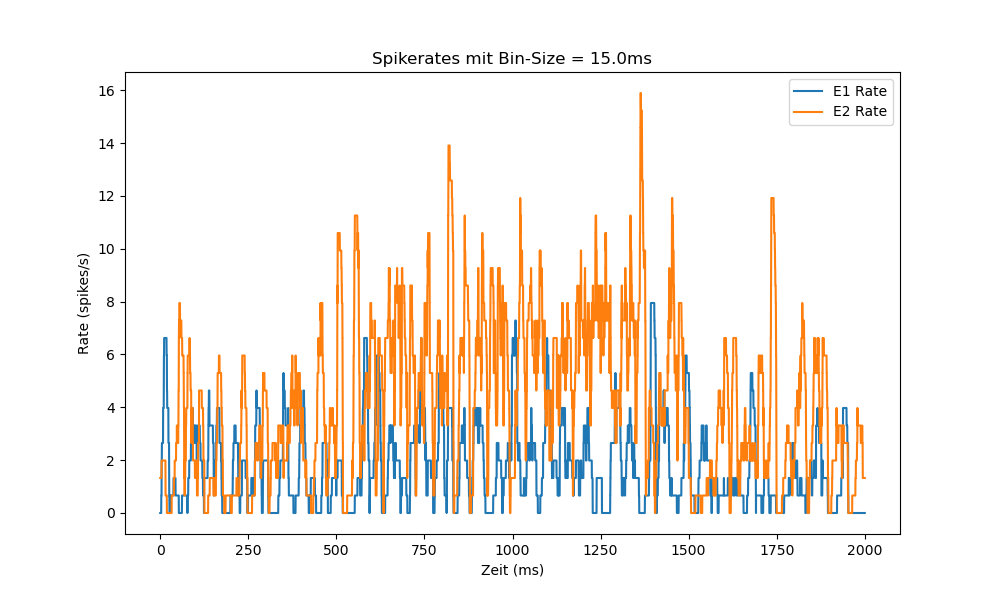 Spikerates mit Bin-Size = 15.0ms
E1 Rate
E2 Rate
16
14
12
10
8
6
4
2
0
Rate (spikes/s)
0 250 500 750 1000 1250 1500 1750 2000
Zeit (ms)